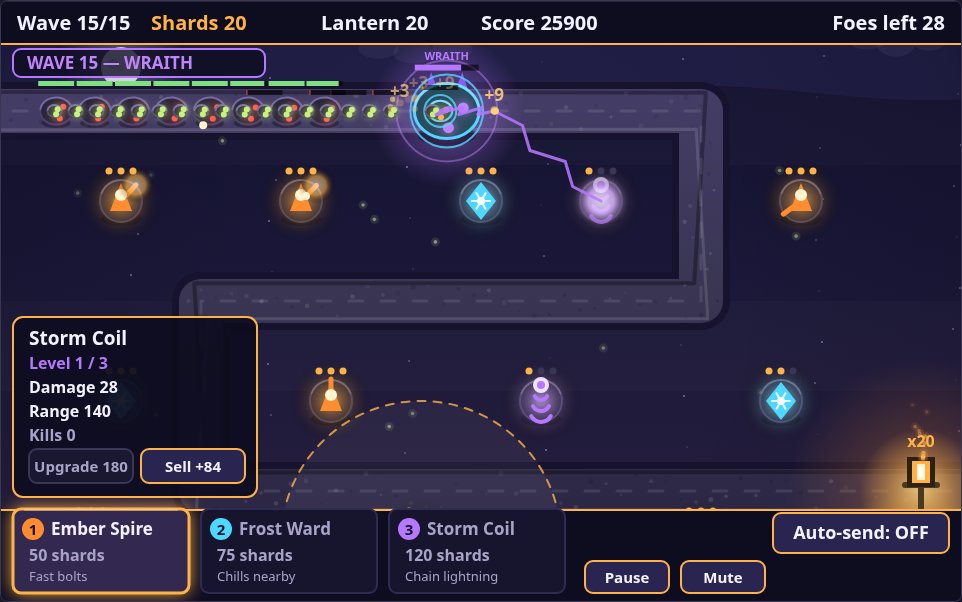 Wave 15/15 Shards 20 Lantern 20 Score 25900 Foes left 28
WAVE 15 — WRAITH
WRAITH
+3 +3 +9
+9
Storm Coil
Level 1 / 3
Damage 28
Range 140
Kills 0
Upgrade 180 Sell +84
x20
1 Ember Spire
50 shards
Fast bolts
2 Frost Ward
75 shards
Chills nearby
3 Storm Coil
120 shards
Chain lightning
Pause Mute
Auto-send: OFF